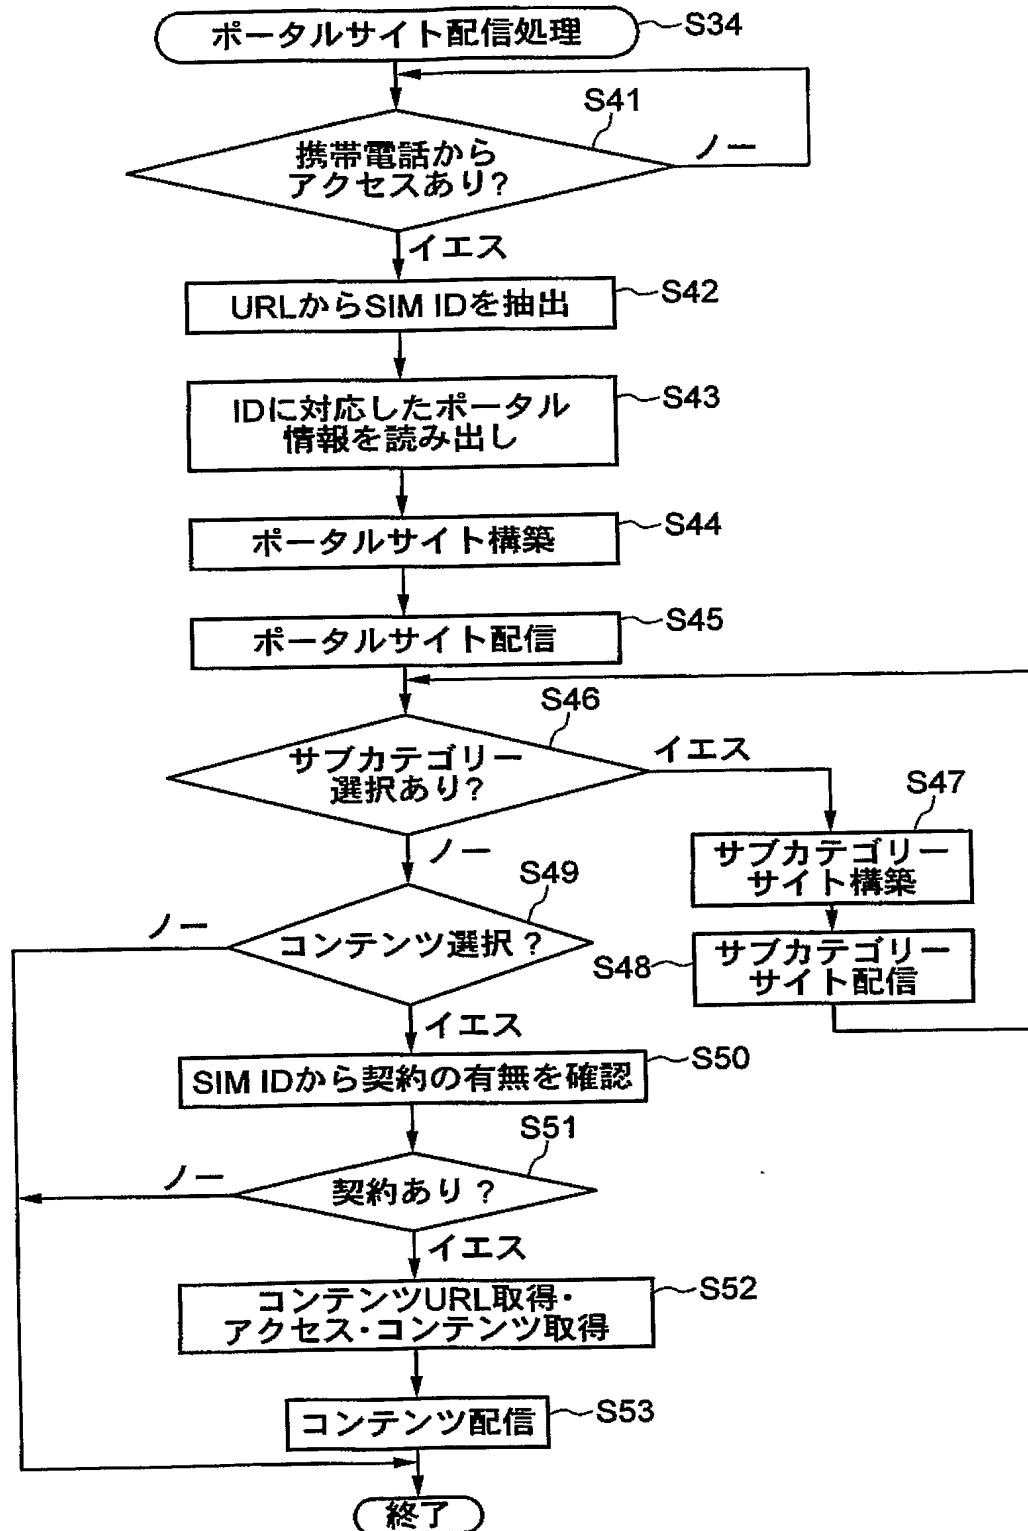 ポータルサイト配信処理
S34
S41
携帯電話から
アクセスあり?
ノー
イエス
URLからSIM IDを抽出
S42
IDに対応したポータル
情報を読み出し
S43
ポータルサイト構築
S44
ポータルサイト配信
S45
S46
サブカテゴリー
選択あり?
イエス
ノー
S47
サブカテゴリー
サイト構築
S48
サブカテゴリー
サイト配信
S49
コンテンツ選択?
ノー
イエス
SIM IDから契約の有無を確認
S50
S51
契約あり?
ノー
イエス
コンテンツURL取得・
アクセス・コンテンツ取得
S52
コンテンツ配信
S53
終了